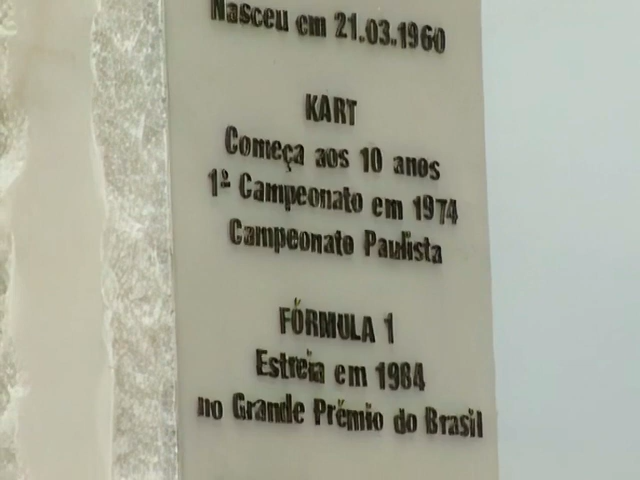 Nasceu em 21.03.1960
KART
Começa aos 10 anos
1º Campeonato em 1974
Campeonato Paulista
FÓRMULA 1
Estreia em 1984
no Grande Prémio do Brasil